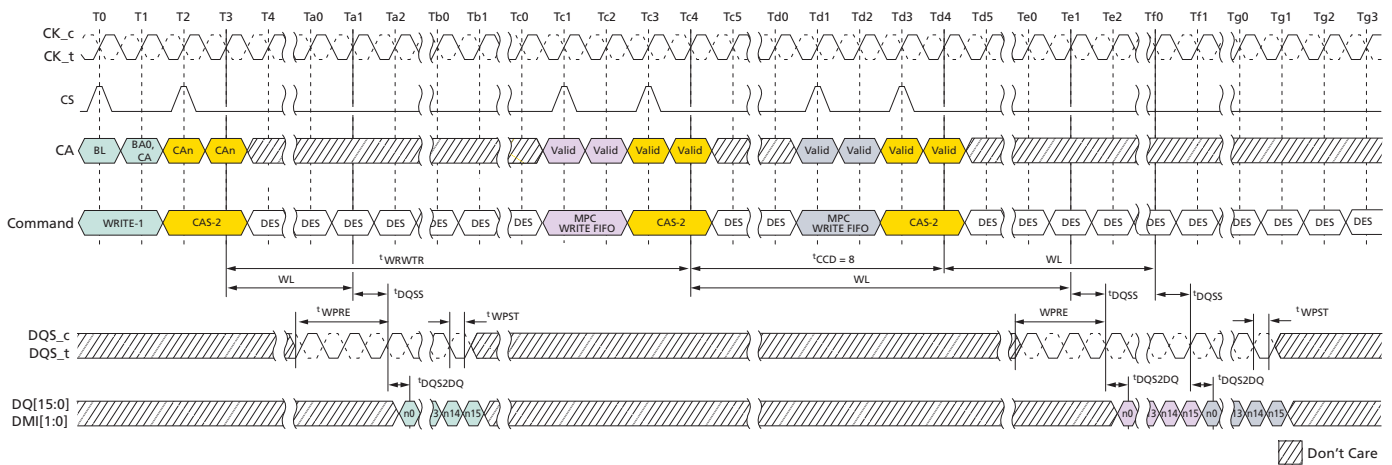 T0 T1 T2 T3 T4 Ta0 Ta1 Ta2 Tb0 Tb1 Tc0 Tc1 Tc2 Tc3 Tc4 Tc5 Td0 Td1 Td2 Td3 Td4 Td5 Te0 Te1 Te2 Tf0 Tf1 Tg0 Tg1 Tg2 Tg3
CK_c
CK_t
CS
CA BL BA0, CA CAn CAn Valid Valid Valid Valid Valid Valid Valid Valid
Command WRITE-1 CAS-2 DES DES DES DES DES DES DES MPC WRITE FIFO CAS-2 DES DES MPC WRITE FIFO CAS-2 DES DES DES DES DES DES DES DES DES DES
tWRWTR tCCD = 8 WL
WL WL
tDQSS tDQSS tDQSS
tWPRE tWPST WPRE tWPST
DQS_c
DQS_t
tDQS2DQ tDQS2DQ tDQS2DQ
DQ[15:0]
DMI[1:0]
n0 n14 n15 n0 n14 n15 n0 n14 n15
Don't Care